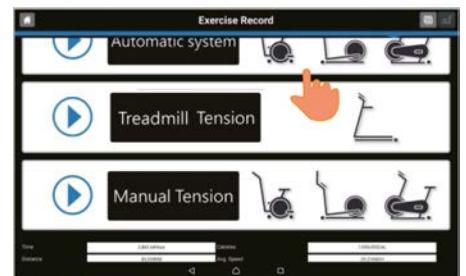 Exercise Record
Automatic system
Treadmill Tension
Manual Tension
Time
Calories
Distance
Avg. Speed